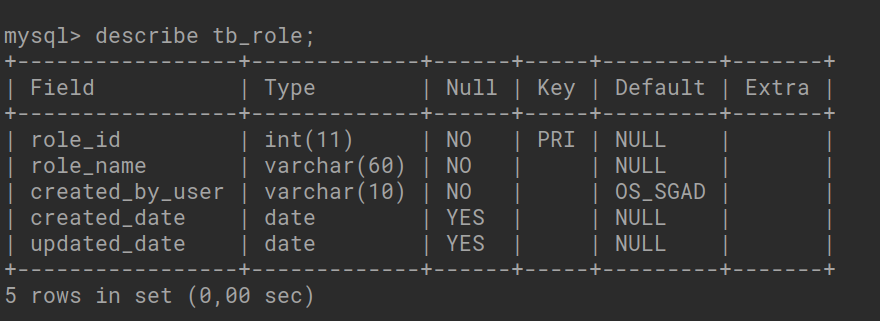 mysql> describe tb_role;
+-----------------+-------------+------+-----+---------+-------+
| Field           | Type        | Null | Key | Default | Extra |
+-----------------+-------------+------+-----+---------+-------+
| role_id         | int(11)     | NO   | PRI | NULL    |       |
| role_name       | varchar(60) | NO   |     | NULL    |       |
| created_by_user | varchar(10) | NO   |     | OS_SGAD |       |
| created_date    | date        | YES  |     | NULL    |       |
| updated_date    | date        | YES  |     | NULL    |       |
+-----------------+-------------+------+-----+---------+-------+
5 rows in set (0,00 sec)